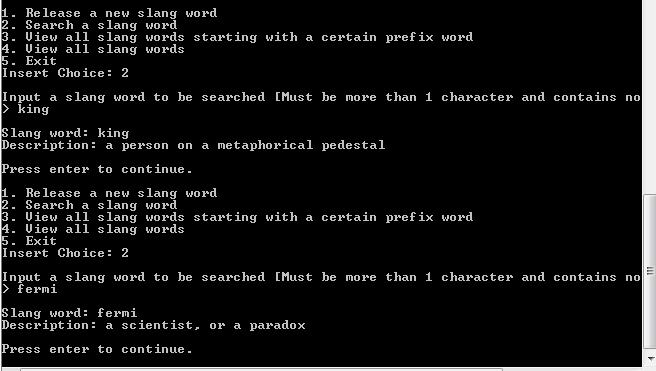 1. Release a new slang word
2. Search a slang word
3. View all slang words starting with a certain prefix word
4. View all slang words
5. Exit
Insert Choice: 2
Input a slang word to be searched [Must be more than 1 character and contains no
> king
Slang word: king
Description: a person on a metaphorical pedestal
Press enter to continue.
1. Release a new slang word
2. Search a slang word
3. View all slang words starting with a certain prefix word
4. View all slang words
5. Exit
Insert Choice: 2
Input a slang word to be searched [Must be more than 1 character and contains no
> fermi
Slang word: fermi
Description: a scientist, or a paradox
Press enter to continue.